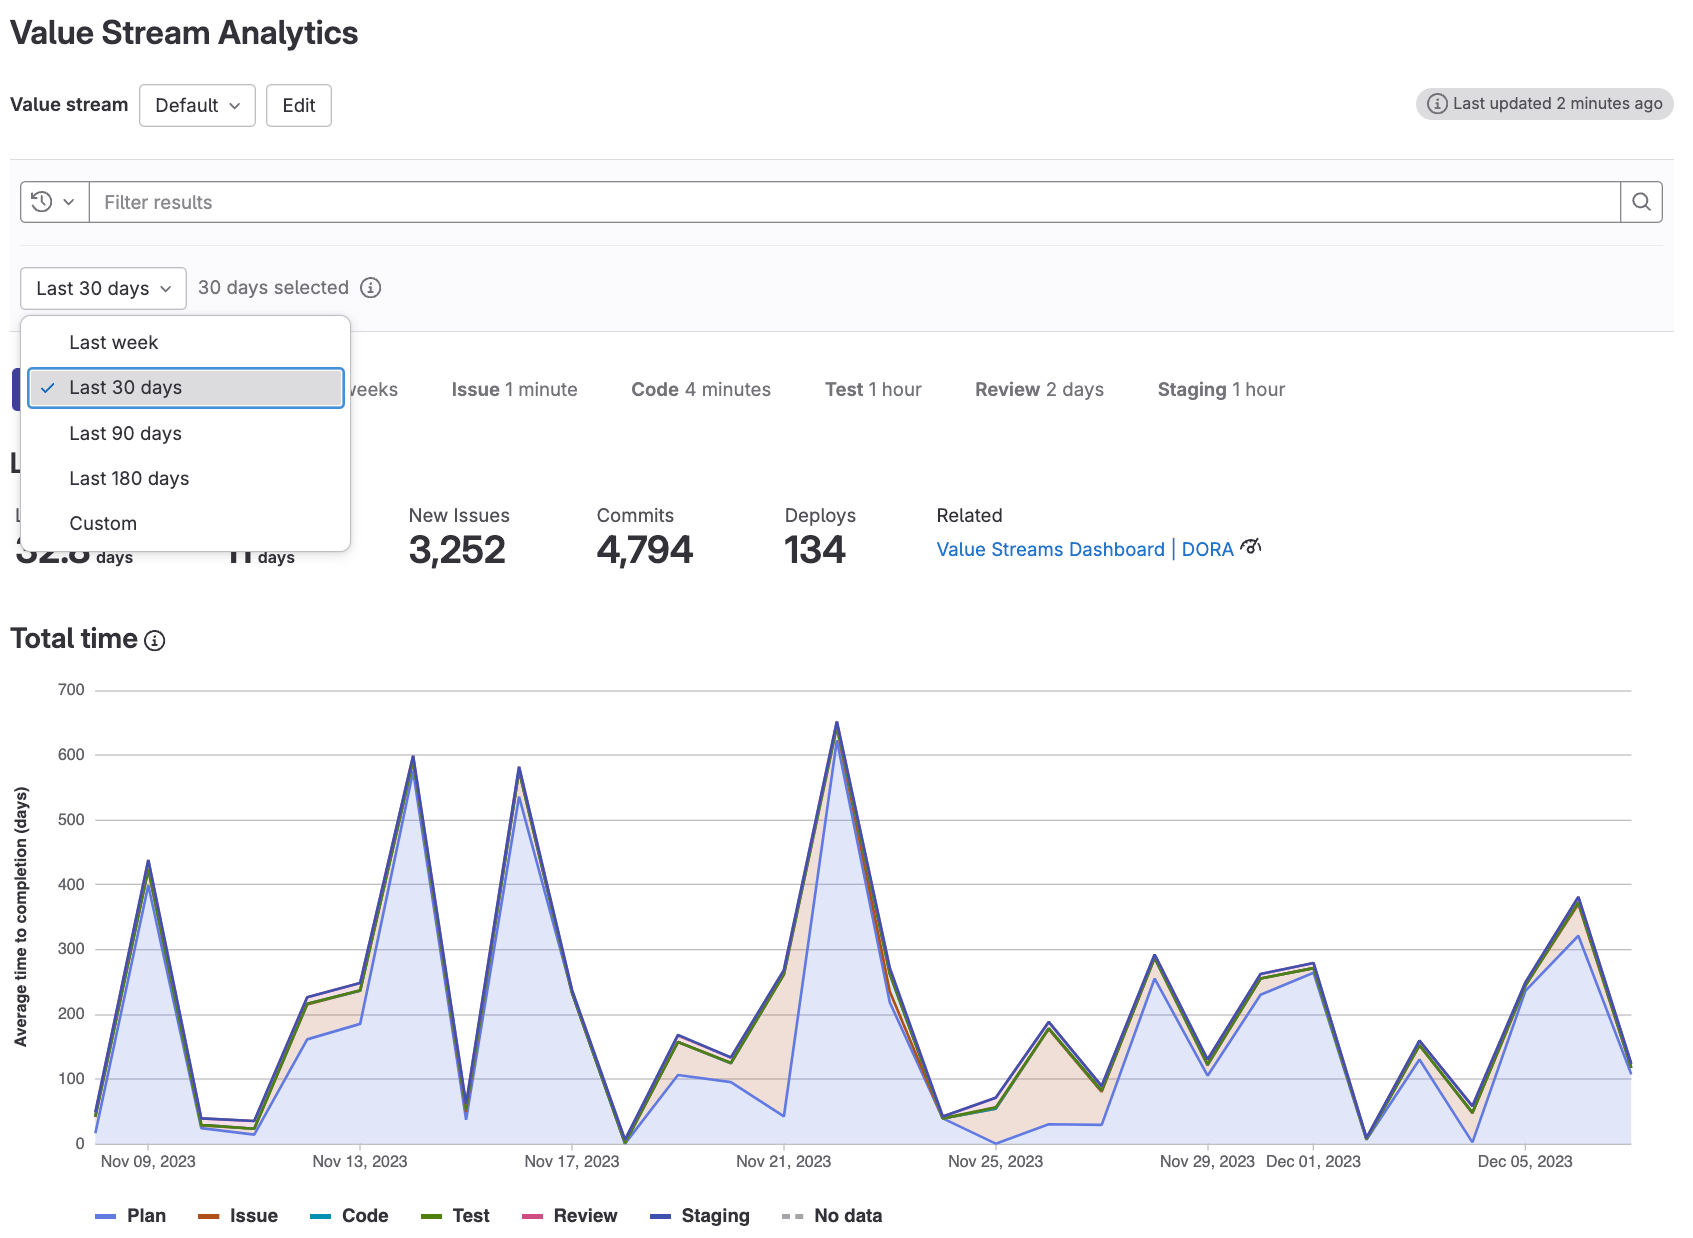 Value Stream Analytics
Value stream Default Edit Last updated 2 minutes ago
Filter results
Last 30 days 30 days selected
Last week
Last 30 days
Last 90 days
Last 180 days
Custom
Issue 1 minute Code 4 minutes Test 1 hour Review 2 days Staging 1 hour
New Issues Commits Deploys Related
days days 3,252 4,794 134 Value Streams Dashboard | DORA
Total time
Average time to completion (days)
700
600
500
400
300
200
100
0
Nov 09, 2023 Nov 13, 2023 Nov 17, 2023 Nov 21, 2023 Nov 25, 2023 Nov 29, 2023 Dec 01, 2023 Dec 05, 2023
Plan Issue Code Test Review Staging No data